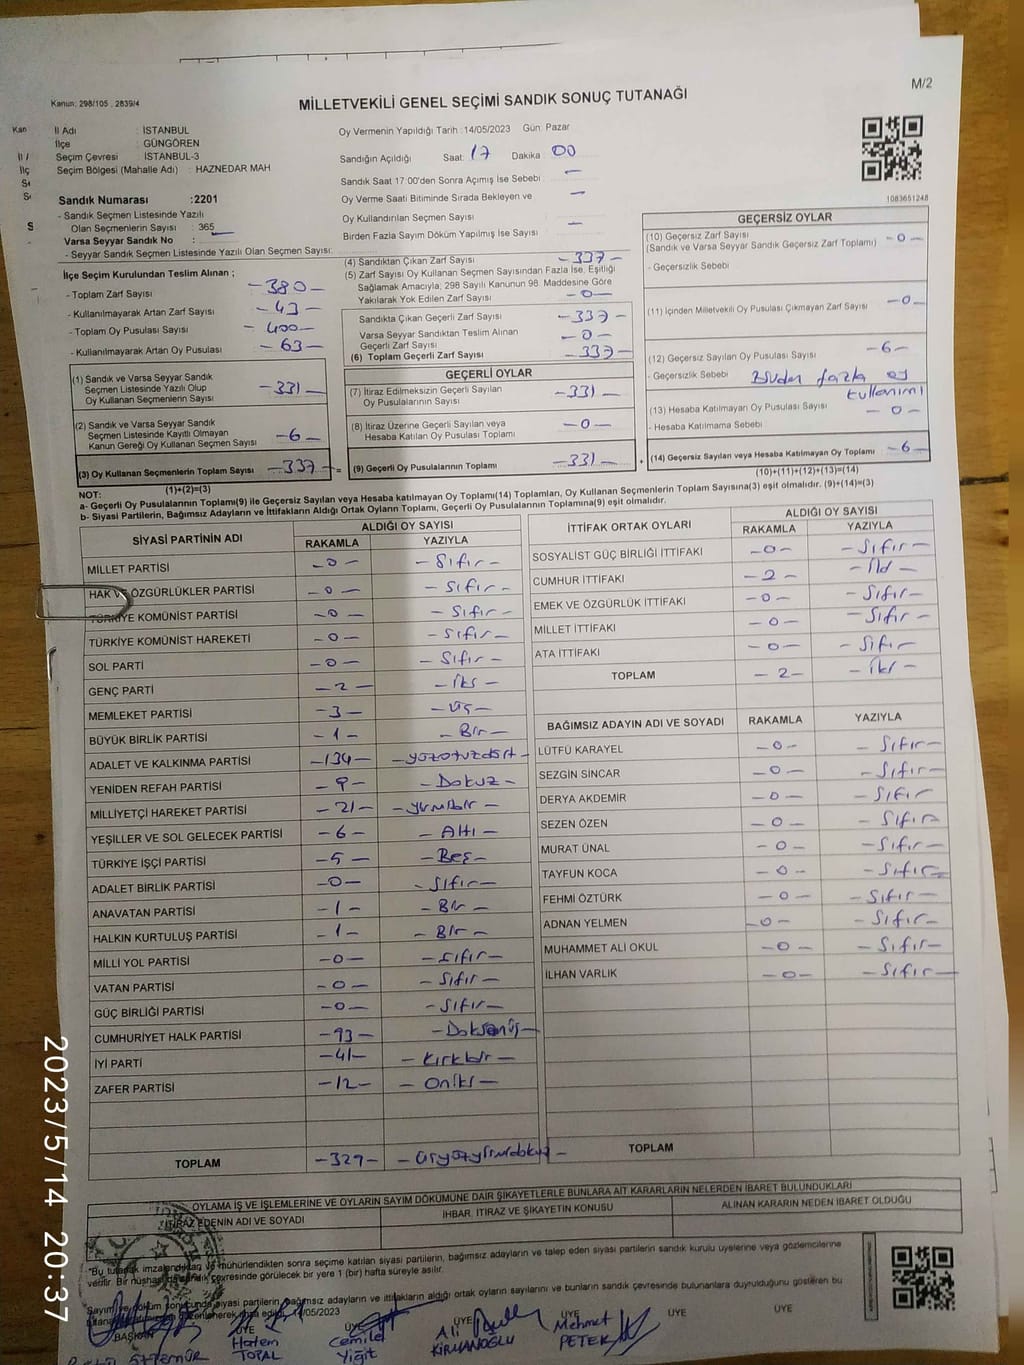 Kanun: 298/105 , 2839/4
M/2
MİLLETVEKİLİ GENEL SEÇİMİ SANDIK SONUÇ TUTANAĞI
İl Adı : İSTANBUL
İlçe : GÜNGÖREN
Seçim Çevresi : İSTANBUL-3
Seçim Bölgesi (Mahalle Adı) : HAZNEDAR MAH
Sandık Numarası :2201
- Sandık Seçmen Listesinde Yazılı
Olan Seçmenlerin Sayısı : 365
Varsa Seyyar Sandık No :
- Seyyar Sandık Seçmen Listesinde Yazılı Olan Seçmen Sayısı:
Oy Vermenin Yapıldığı Tarih :14/05/2023 Gün: Pazar
Sandığın Açıldığı Saat: 17 Dakika 00
Sandık Saat 17:00'den Sonra Açılmış İse Sebebi —
Oy Verme Saati Bitiminde Sırada Bekleyen ve —
Oy Kullandırılan Seçmen Sayısı
Birden Fazla Sayım Döküm Yapılmış İse Sayısı —
1083651248
İlçe Seçim Kurulundan Teslim Alınan ;
- Toplam Zarf Sayısı -380-
- Kullanılmayarak Artan Zarf Sayısı -43-
- Toplam Oy Pusulası Sayısı -400-
- Kullanılmayarak Artan Oy Pusulası -63-
(1) Sandık ve Varsa Seyyar Sandık
Seçmen Listesinde Yazılı Olup
Oy Kullanan Seçmenlerin Sayısı -331-
(2) Sandık ve Varsa Seyyar Sandık
Seçmen Listesinde Kayıtlı Olmayan
Kanun Gereği Oy Kullanan Seçmen Sayısı -6-
(3) Oy Kullanan Seçmenlerin Toplam Sayısı -337-
(1)+(2)=(3)
(4) Sandıktan Çıkan Zarf Sayısı -337-
(5) Zarf Sayısı Oy Kullanan Seçmen Sayısından Fazla İse, Eşitliği
Sağlamak Amacıyla, 298 Sayılı Kanunun 98. Maddesine Göre
Yakılarak Yok Edilen Zarf Sayısı -0-
Sandıkta Çıkan Geçerli Zarf Sayısı -337-
Varsa Seyyar Sandıktan Teslim Alınan
Geçerli Zarf Sayısı -0-
(6) Toplam Geçerli Zarf Sayısı -337-
GEÇERLİ OYLAR
(7) İtiraz Edilmeksizin Geçerli Sayılan
Oy Pusulalarının Sayısı -331-
(8) İtiraz Üzerine Geçerli Sayılan veya
Hesaba Katılan Oy Pusulası Toplamı -0-
= (9) Geçerli Oy Pusulalarının Toplamı -331-
GEÇERSİZ OYLAR
(10) Geçersiz Zarf Sayısı
(Sandık ve Varsa Seyyar Sandık Geçersiz Zarf Toplamı) -0-
- Geçersizlik Sebebi
(11) İçinden Milletvekili Oy Pusulası Çıkmayan Zarf Sayısı -0-
(12) Geçersiz Sayılan Oy Pusulası Sayısı -6-
- Geçersizlik Sebebi Birden fazla oy
kullanımı
(13) Hesaba Katılmayan Oy Pusulası Sayısı -0-
- Hesaba Katılmama Sebebi
+ (14) Geçersiz Sayılan veya Hesaba Katılmayan Oy Toplamı -6-
(10)+(11)+(12)+(13)=(14)
NOT:
a- Geçerli Oy Pusulalarının Toplamı(9) ile Geçersiz Sayılan veya Hesaba katılmayan Oy Toplamı(14) Toplamları, Oy Kullanan Seçmenlerin Toplam Sayısına(3) eşit olmalıdır. (9)+(14)=(3)
b- Siyasi Partilerin, Bağımsız Adayların ve İttifakların Aldığı Ortak Oyların Toplamı, Geçerli Oy Pusulalarının Toplamına(9) eşit olmalıdır.
SİYASİ PARTİNİN ADI ALDIĞI OY SAYISI
RAKAMLA YAZIYLA
MİLLET PARTİSİ -0- -Sıfır-
HAK VE ÖZGÜRLÜKLER PARTİSİ -0- -Sıfır-
TÜRKİYE KOMÜNİST PARTİSİ -0- -Sıfır-
TÜRKİYE KOMÜNİST HAREKETİ -0- -Sıfır-
SOL PARTİ -0- -Sıfır-
GENÇ PARTİ -2- -İki-
MEMLEKET PARTİSİ -3- -Üç-
BÜYÜK BİRLİK PARTİSİ -1- -Bir-
ADALET VE KALKINMA PARTİSİ -134- -yüzotuzdört-
YENİDEN REFAH PARTİSİ -9- -Dokuz-
MİLLİYETÇİ HAREKET PARTİSİ -21- -yirmibir-
YEŞİLLER VE SOL GELECEK PARTİSİ -6- -Altı-
TÜRKİYE İŞÇİ PARTİSİ -5- -Beş-
ADALET BİRLİK PARTİSİ -0- -Sıfır-
ANAVATAN PARTİSİ -1- -Bir-
HALKIN KURTULUŞ PARTİSİ -1- -Bir-
MİLLİ YOL PARTİSİ -0- -Sıfır-
VATAN PARTİSİ -0- -Sıfır-
GÜÇ BİRLİĞİ PARTİSİ -0- -Sıfır-
CUMHURİYET HALK PARTİSİ -93- -Doksanüç-
İYİ PARTİ -41- -Kırkbir-
ZAFER PARTİSİ -12- -Oniki-
TOPLAM -329- -üçyüzyirmidokuz-
İTTİFAK ORTAK OYLARI ALDIĞI OY SAYISI
RAKAMLA YAZIYLA
SOSYALİST GÜÇ BİRLİĞİ İTTİFAKI -0- -Sıfır-
CUMHUR İTTİFAKI -2- -İki-
EMEK VE ÖZGÜRLÜK İTTİFAKI -0- -Sıfır-
MİLLET İTTİFAKI -0- -Sıfır-
ATA İTTİFAKI -0- -Sıfır-
TOPLAM -2- -İki-
BAĞIMSIZ ADAYIN ADI VE SOYADI RAKAMLA YAZIYLA
LÜTFÜ KARAYEL -0- -Sıfır-
SEZGİN SİNCAR -0- -Sıfır-
DERYA AKDEMİR -0- -Sıfır-
SEZEN ÖZEN -0- -Sıfır-
MURAT ÜNAL -0- -Sıfır-
TAYFUN KOCA -0- -Sıfır-
FEHMİ ÖZTÜRK -0- -Sıfır-
ADNAN YELMEN -0- -Sıfır-
MUHAMMET ALİ OKUL -0- -Sıfır-
İLHAN VARLIK -0- -Sıfır-
TOPLAM
OYLAMA İŞ VE İŞLEMLERİNE VE OYLARIN SAYIM DÖKÜMÜNE DAİR ŞİKAYETLERLE BUNLARA AİT KARARLARIN NELERDEN İBARET BULUNDUKLARI
İTİRAZ EDENİN ADI VE SOYADI İHBAR, İTİRAZ VE ŞİKAYETİN KONUSU ALINAN KARARIN NEDEN İBARET OLDUĞU
"Bu tutanak imzalandıktan ve mühürlendikten sonra seçime katılan siyasi partilerin, bağımsız adayların ve talep eden siyasi partilerin sandık kurulu üyelerine veya gözlemcilerine
verilir. Bir nüshası da sandık çevresinde görülecek bir yere 1 (bir) hafta süreyle asılır.
Sayım ve döküm sonucunda siyasi partilerin, bağımsız adayların ve ittifakların aldığı ortak oyların sayılarını ve bunların sandık çevresinde bulunanlara duyrulduğunu gösteren bu
14/05/2023
BAŞKAN ÜYE ÜYE ÜYE ÜYE ÜYE
Hatem TOPAL
Cemile Yiğit
Ali KİRMANOĞLU
Mehmet PETEK
2023/5/14 20:37